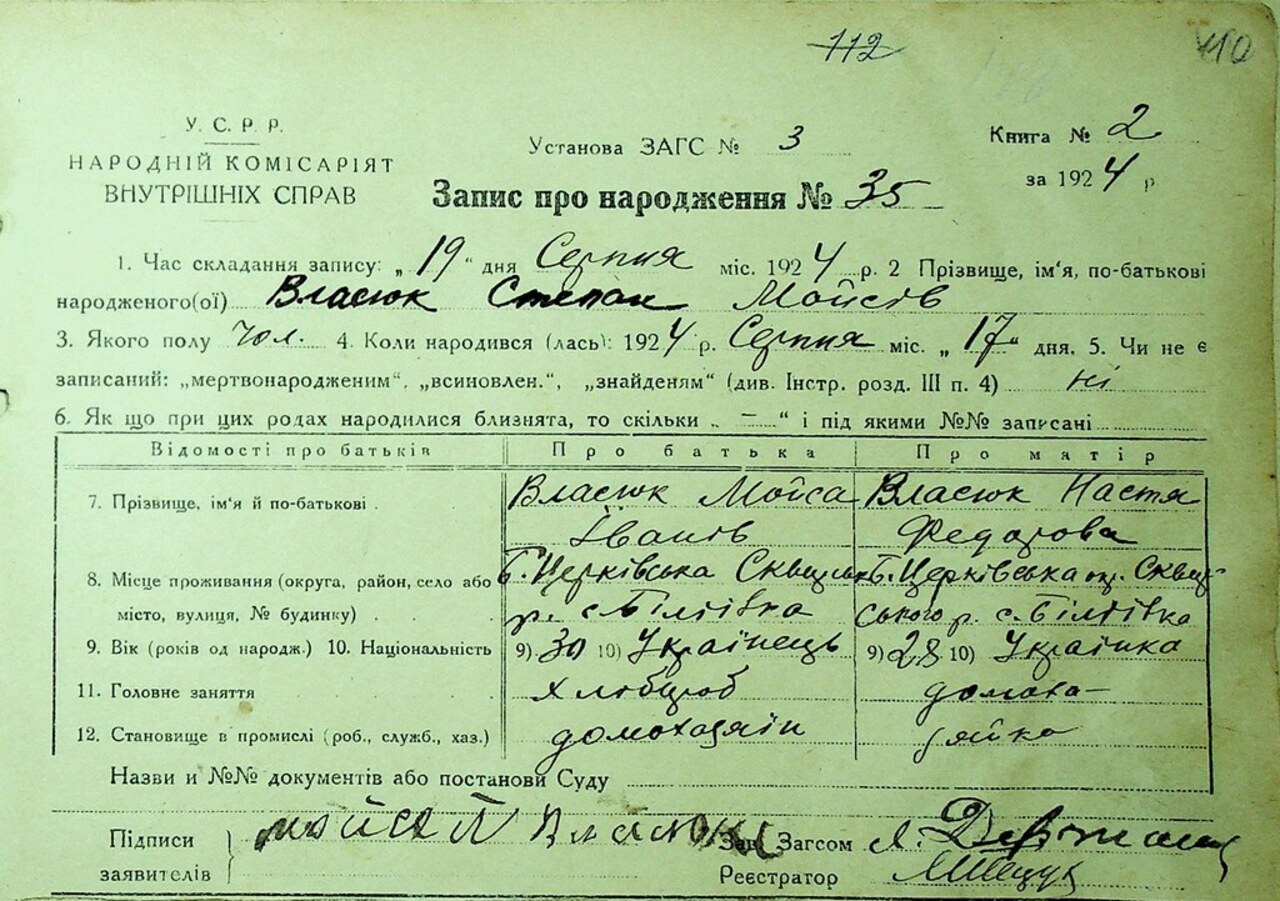 112 110
У. С. Р. Р.
НАРОДНІЙ КОМІСАРІЯТ
ВНУТРІШНІХ СПРАВ
Установа ЗАГС № 3
Книга № 2
за 1924 р
Запис про народження № 35
1. Час складання запису: „ 19 “ дня Серпня міс. 1924 р. 2 Прізвище, ім‘я, по-батькові
народженого(ої) Власюк Степан Мойсів
3. Якого полу чол. 4. Коли народився (лась): 1924 р. Серпня міс. „ 17 “ дня. 5. Чи не є
записаний: „мертвонародженим“, „всиновлен.“, „знайденям“ (див. Інстр. розд. III п. 4) ні
6. Як що при цих родах народилися близнята, то скільки „ — “ і під якими №№ записані
Відомості про батьків Про батька Про матір
7. Прізвище, ім‘я й по-батькові Власюк Мойса Власюк Настя
Іванів Федорова
8. Місце проживання (округа, район, село або Б. Церківська Сквирськ Б. Церківська ок. Сквир-
місто, вулиця, № будинку) р. с. Біліївка ського р. с. Біліївка
9. Вік (років од народж.) 10. Національність 9) 30 10) Українець 9) 28 10) Українка
11. Головне заняття хлібороб домоха-
12. Становище в промислі (роб., служб., хаз.) домохазяїн зяйка
Назви и №№ документів або постанови Суду
Підписи
заявителів
мойсей Власюк
Зав. Загсом
Реєстратор